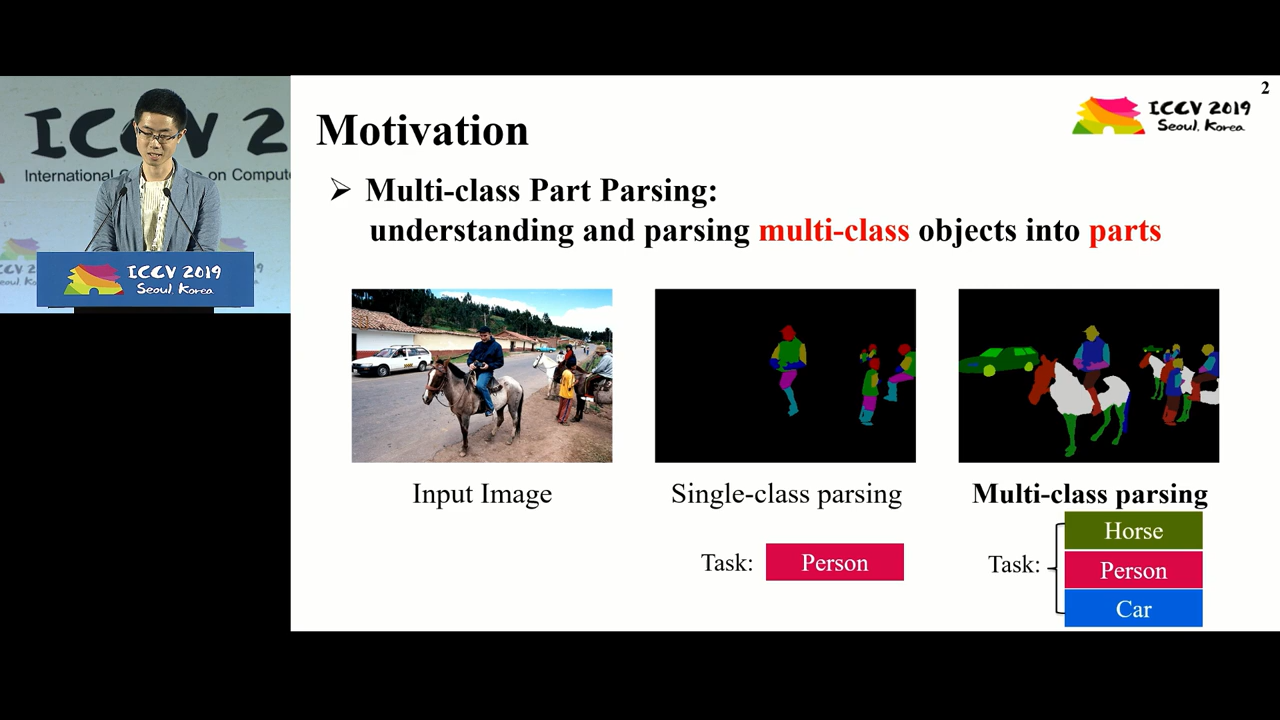 2
ICCV 2019
Seoul, Korea
Motivation
Multi-class Part Parsing:
understanding and parsing multi-class objects into parts
Input Image
Single-class parsing
Multi-class parsing
Task:
Person
Task:
Horse
Person
Car
ICCV 2
International
on Compute
ICCV 2019
Seoul, Korea